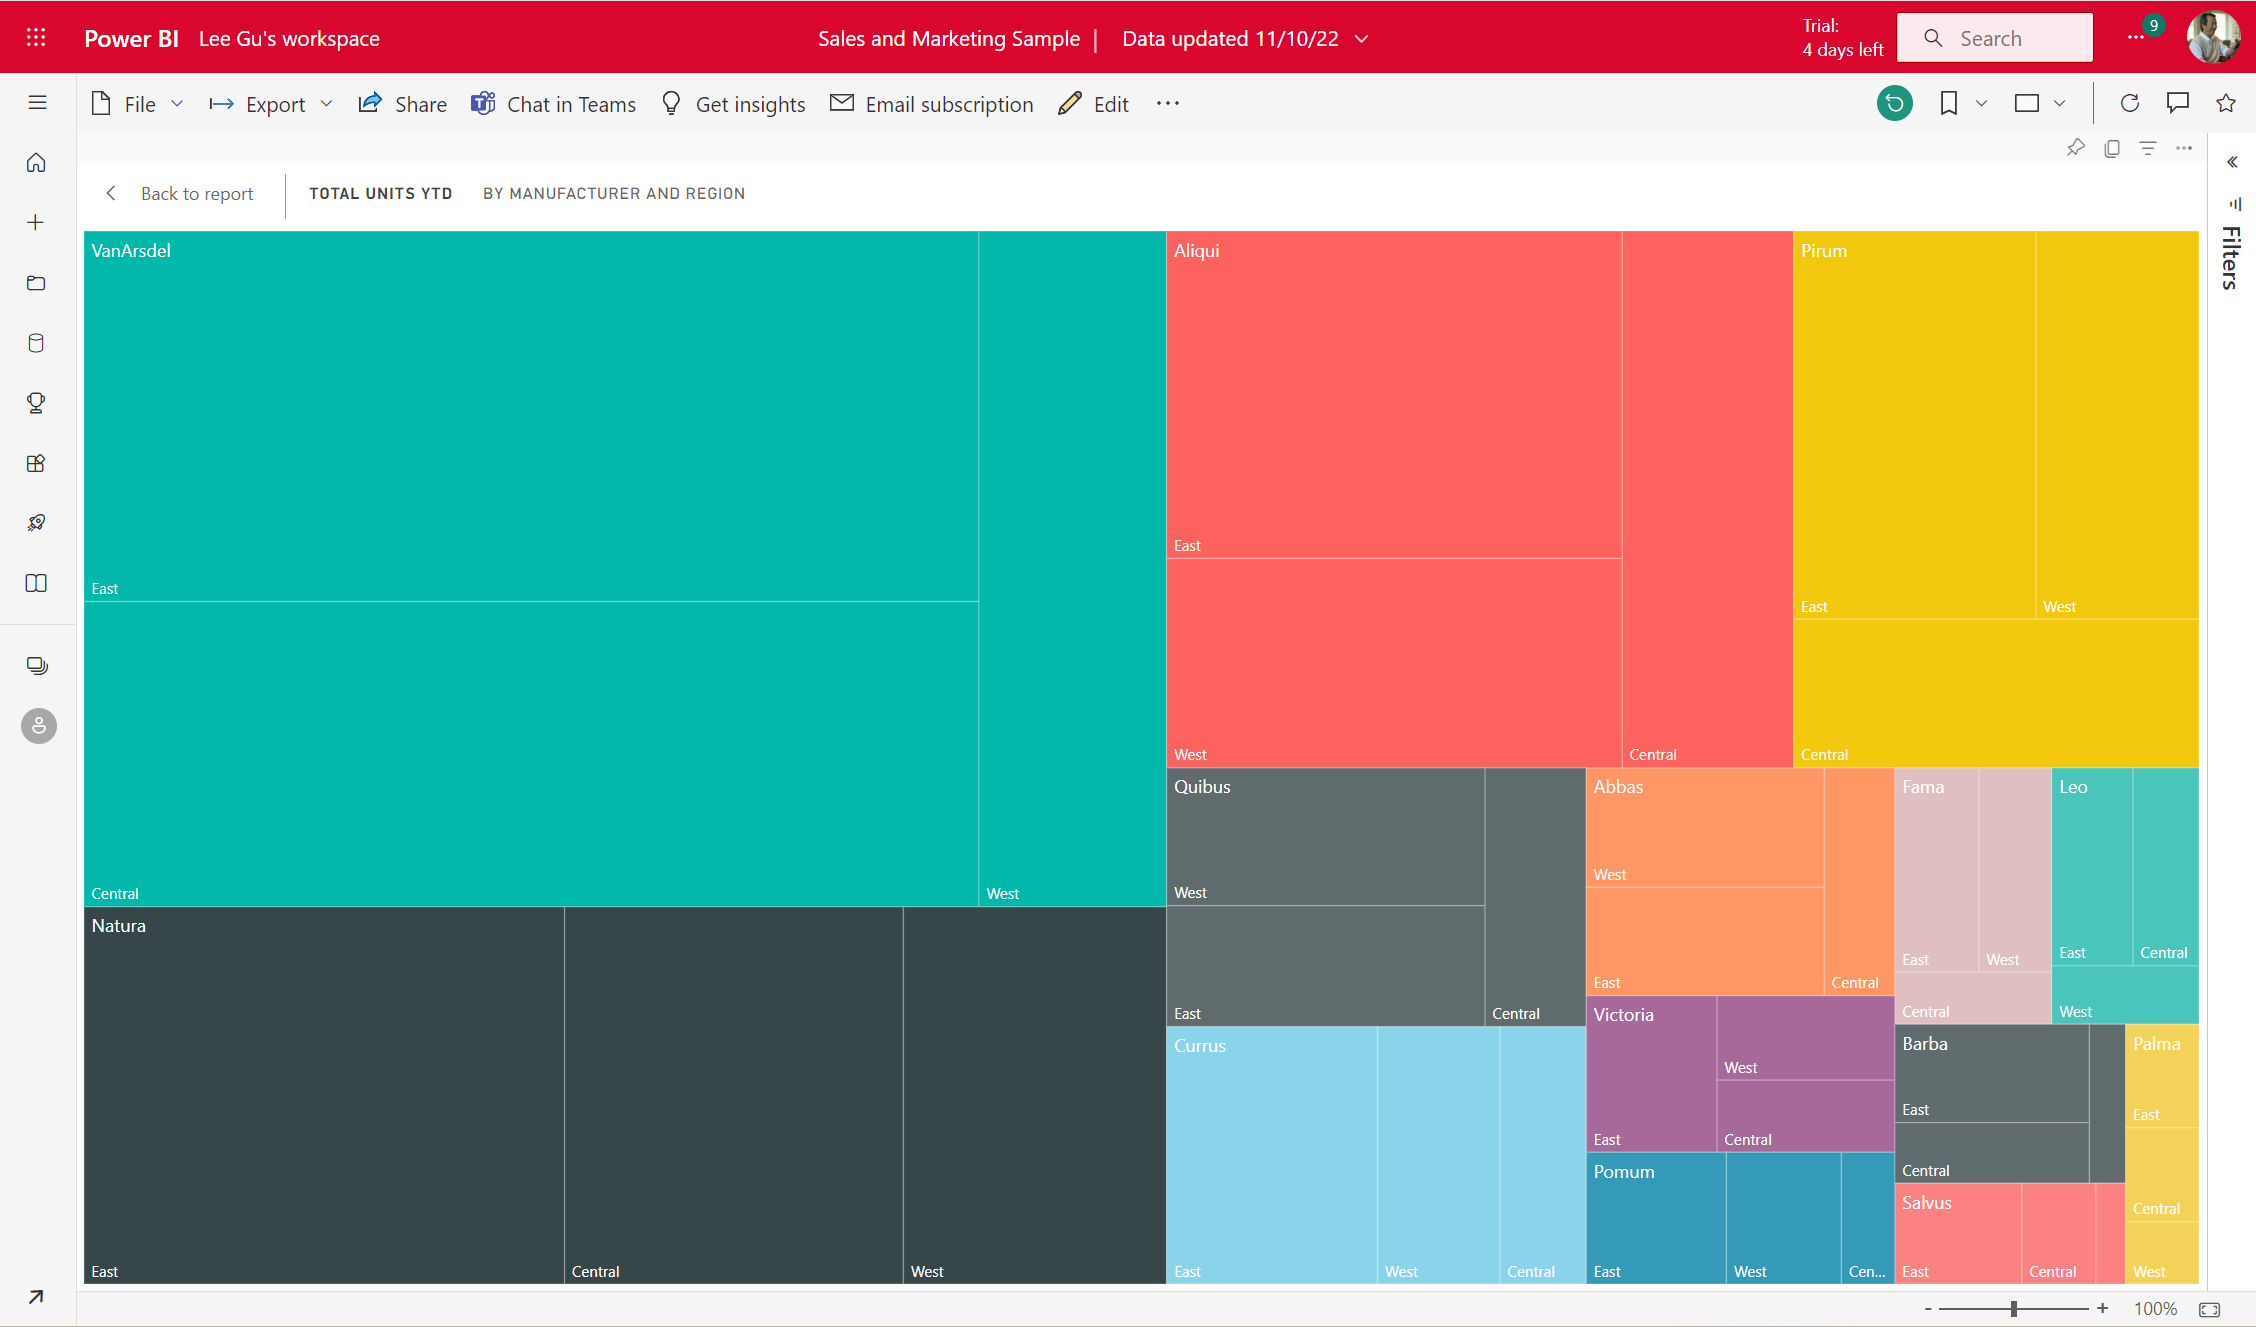 Power BI Lee Gu's workspace
Sales and Marketing Sample | Data updated 11/10/22
Trial:
4 days left
Search
9
File
Export
Share
Chat in Teams
Get insights
Email subscription
Edit
Back to report
TOTAL UNITS YTD BY MANUFACTURER AND REGION
Filters
VanArsdel
East
Central
West
Natura
East
Central
West
Aliqui
East
West
Central
Pirum
East
West
Central
Quibus
West
East
Central
Currus
East
West
Central
Abbas
West
East
Central
Victoria
East
West
Central
Pomum
East
West
Cen...
Fama
East
West
Central
Leo
East
Central
West
Barba
East
Central
Salvus
East
Central
Palma
East
Central
West
- + 100%